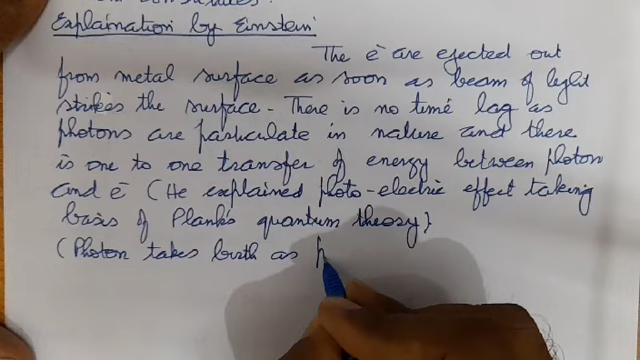 Explaination by Einstein
The e⁻ are ejected out
from metal surface as soon as beam of light
strikes the surface - There is no time lag as
photons are particulate in nature and there
is one to one transfer of energy between photon
and e⁻ (He explained photo-electric effect taking
basis of Plank's quantum theory}
(Photon takes birth as